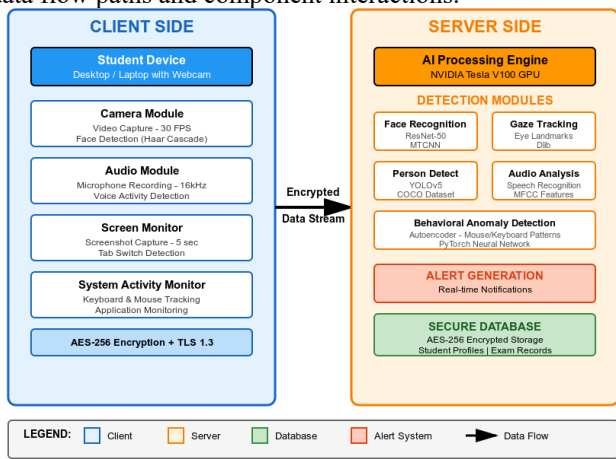 data flow paths and component interactions.
CLIENT SIDE
Student Device
Desktop / Laptop with Webcam
Camera Module
Video Capture - 30 FPS
Face Detection (Haar Cascade)
Audio Module
Microphone Recording - 16kHz
Voice Activity Detection
Screen Monitor
Screenshot Capture - 5 sec
Tab Switch Detection
System Activity Monitor
Keyboard & Mouse Tracking
Application Monitoring
AES-256 Encryption + TLS 1.3
Encrypted
Data Stream
SERVER SIDE
AI Processing Engine
NVIDIA Tesla V100 GPU
DETECTION MODULES
Face Recognition
ResNet-50
MTCNN
Gaze Tracking
Eye Landmarks
Dlib
Person Detect
YOLOv5
COCO Dataset
Audio Analysis
Speech Recognition
MFCC Features
Behavioral Anomaly Detection
Autoencoder - Mouse/Keyboard Patterns
PyTorch Neural Network
ALERT GENERATION
Real-time Notifications
SECURE DATABASE
AES-256 Encrypted Storage
Student Profiles | Exam Records
LEGEND: Client Server Database Alert System Data Flow